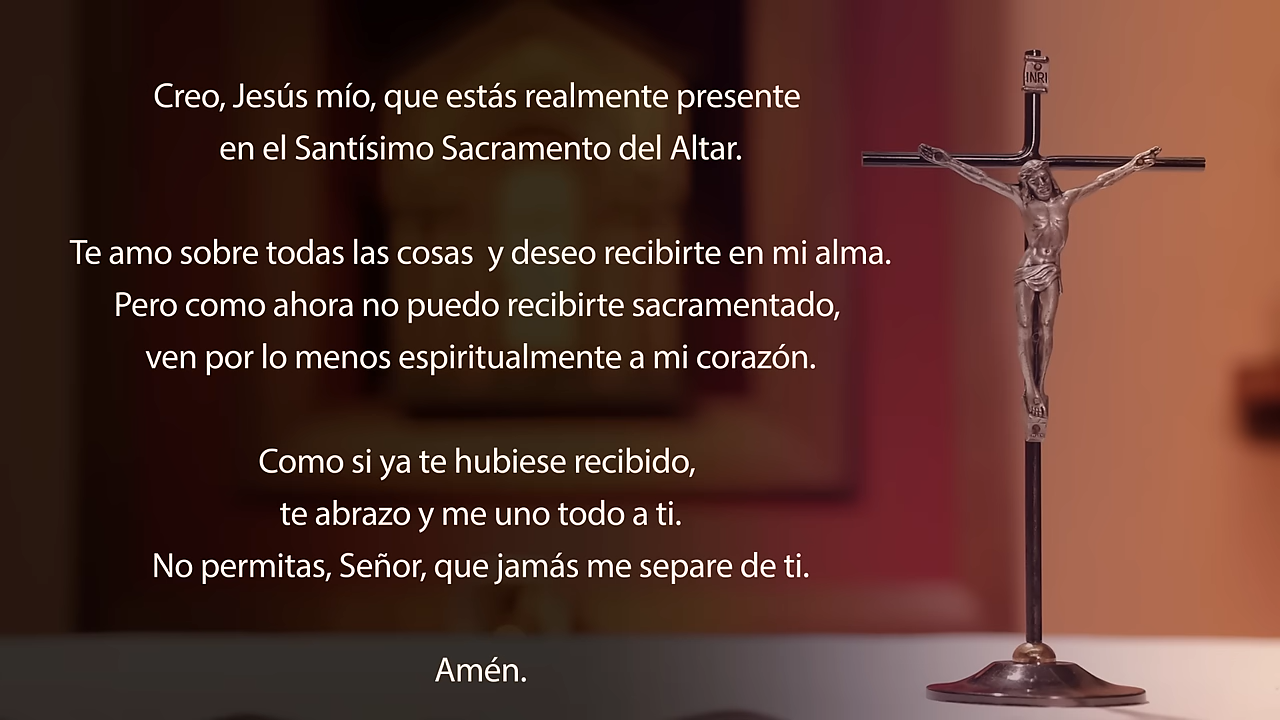 Creo, Jesús mío, que estás realmente presente
en el Santísimo Sacramento del Altar.
Te amo sobre todas las cosas  y deseo recibirte en mi alma.
Pero como ahora no puedo recibirte sacramentado,
ven por lo menos espiritualmente a mi corazón.
Como si ya te hubiese recibido,
te abrazo y me uno todo a ti.
No permitas, Señor, que jamás me separe de ti.
Amén.
INRI